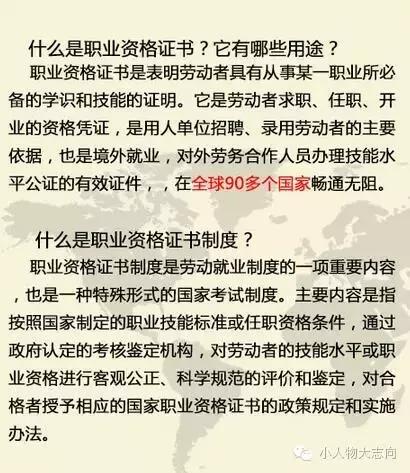 什么是职业资格证书？它有哪些用途？
职业资格证书是表明劳动者具有从事某一职业所必
备的学识和技能的证明。它是劳动者求职、任职、开
业的资格凭证，是用人单位招聘、录用劳动者的主要
依据，也是境外就业，对外劳务合作人员办理技能水
平公证的有效证件，，在全球90多个国家畅通无阻。
什么是职业资格证书制度？
职业资格证书制度是劳动就业制度的一项重要内容
，也是一种特殊形式的国家考试制度。主要内容是指
按照国家制定的职业技能标准或任职资格条件，通过
政府认定的考核鉴定机构，对劳动者的技能水平或职
业资格进行客观公正、科学规范的评价和鉴定，对合
格者授予相应的国家职业资格证书的政策规定和实施
办法。
小人物大志向